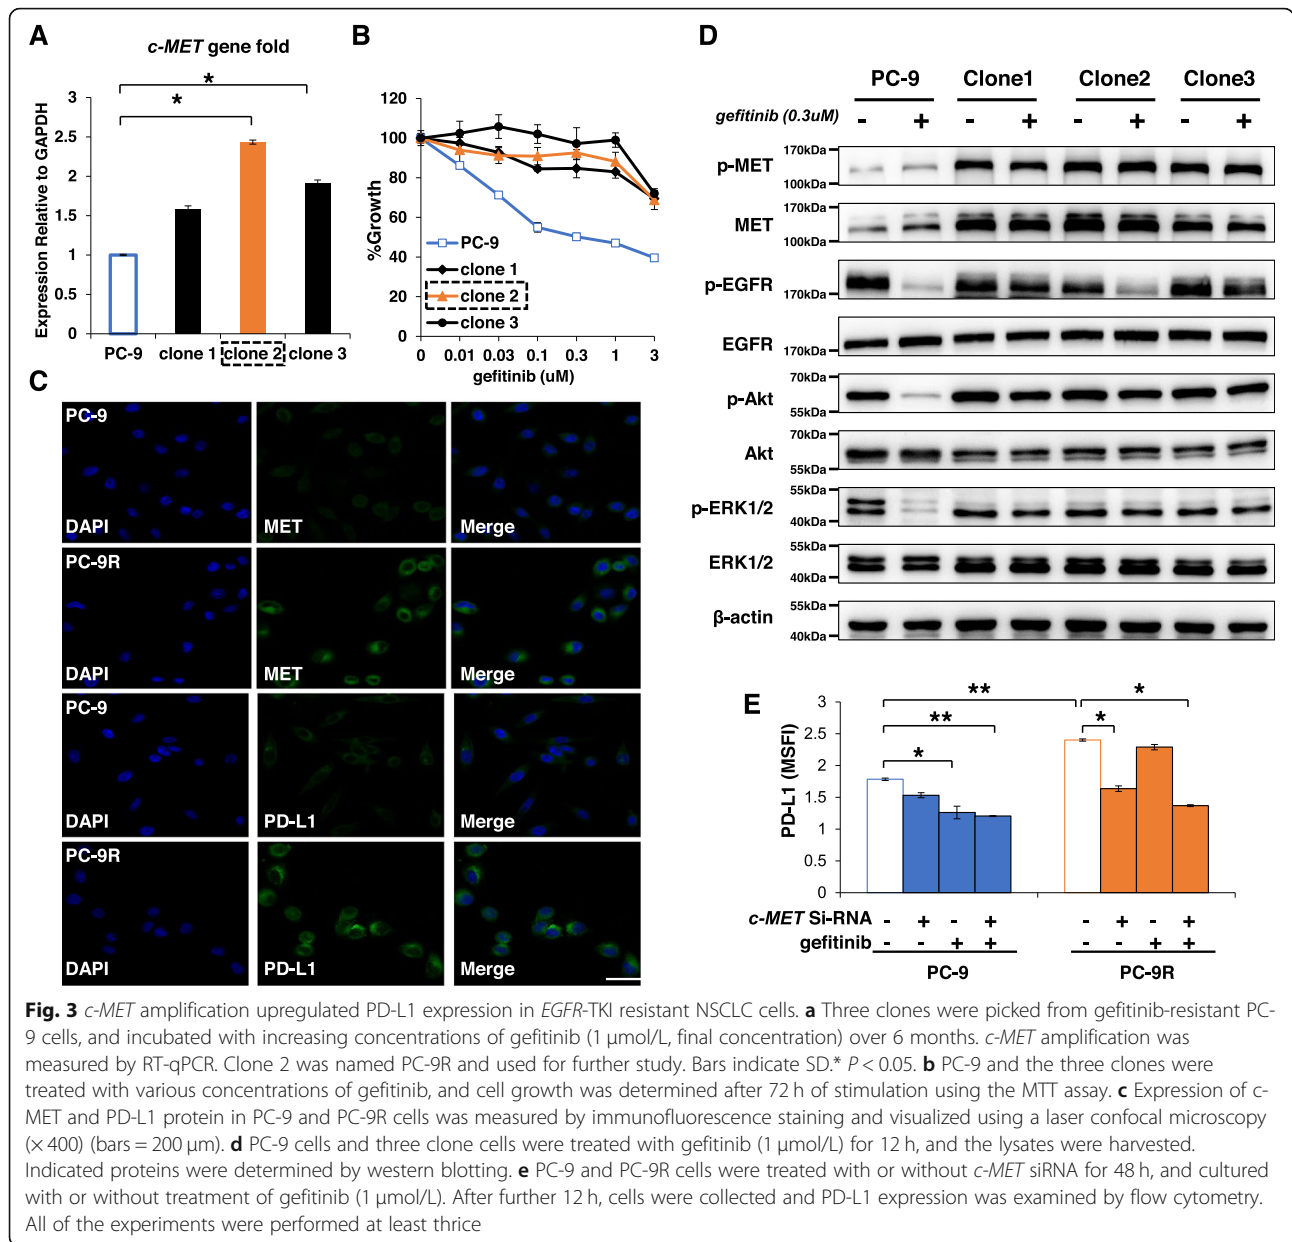 A
c-MET gene fold
*
*
Expression Relative to GAPDH
3
2.5
2
1.5
1
0.5
0
PC-9 clone 1 clone 2 clone 3
B
%Growth
120
100
80
60
40
20
0
PC-9
clone 1
clone 2
clone 3
0 0.01 0.03 0.1 0.3 1 3
gefitinib (uM)
C
PC-9
DAPI MET Merge
PC-9R
DAPI MET Merge
PC-9
DAPI PD-L1 Merge
PC-9R
DAPI PD-L1 Merge
D
PC-9 Clone1 Clone2 Clone3
gefitinib (0.3uM) - + - + - + - +
p-MET 170kDa 100kDa
MET 170kDa 100kDa
p-EGFR 170kDa
EGFR 170kDa
p-Akt 70kDa 55kDa
Akt 70kDa 55kDa
p-ERK1/2 55kDa 40kDa
ERK1/2 55kDa 40kDa
β-actin 55kDa 40kDa
E
** *
** *
*
PD-L1 (MSFI)
3
2.5
2
1.5
1
0.5
0
c-MET Si-RNA - + - + - + - +
gefitinib - - + + - - + +
PC-9 PC-9R
Fig. 3 c-MET amplification upregulated PD-L1 expression in EGFR-TKI resistant NSCLC cells. a Three clones were picked from gefitinib-resistant PC-
9 cells, and incubated with increasing concentrations of gefitinib (1 μmol/L, final concentration) over 6 months. c-MET amplification was
measured by RT-qPCR. Clone 2 was named PC-9R and used for further study. Bars indicate SD.* P < 0.05. b PC-9 and the three clones were
treated with various concentrations of gefitinib, and cell growth was determined after 72 h of stimulation using the MTT assay. c Expression of c-
MET and PD-L1 protein in PC-9 and PC-9R cells was measured by immunofluorescence staining and visualized using a laser confocal microscopy
(× 400) (bars = 200 μm). d PC-9 cells and three clone cells were treated with gefitinib (1 μmol/L) for 12 h, and the lysates were harvested.
Indicated proteins were determined by western blotting. e PC-9 and PC-9R cells were treated with or without c-MET siRNA for 48 h, and cultured
with or without treatment of gefitinib (1 μmol/L). After further 12 h, cells were collected and PD-L1 expression was examined by flow cytometry.
All of the experiments were performed at least thrice